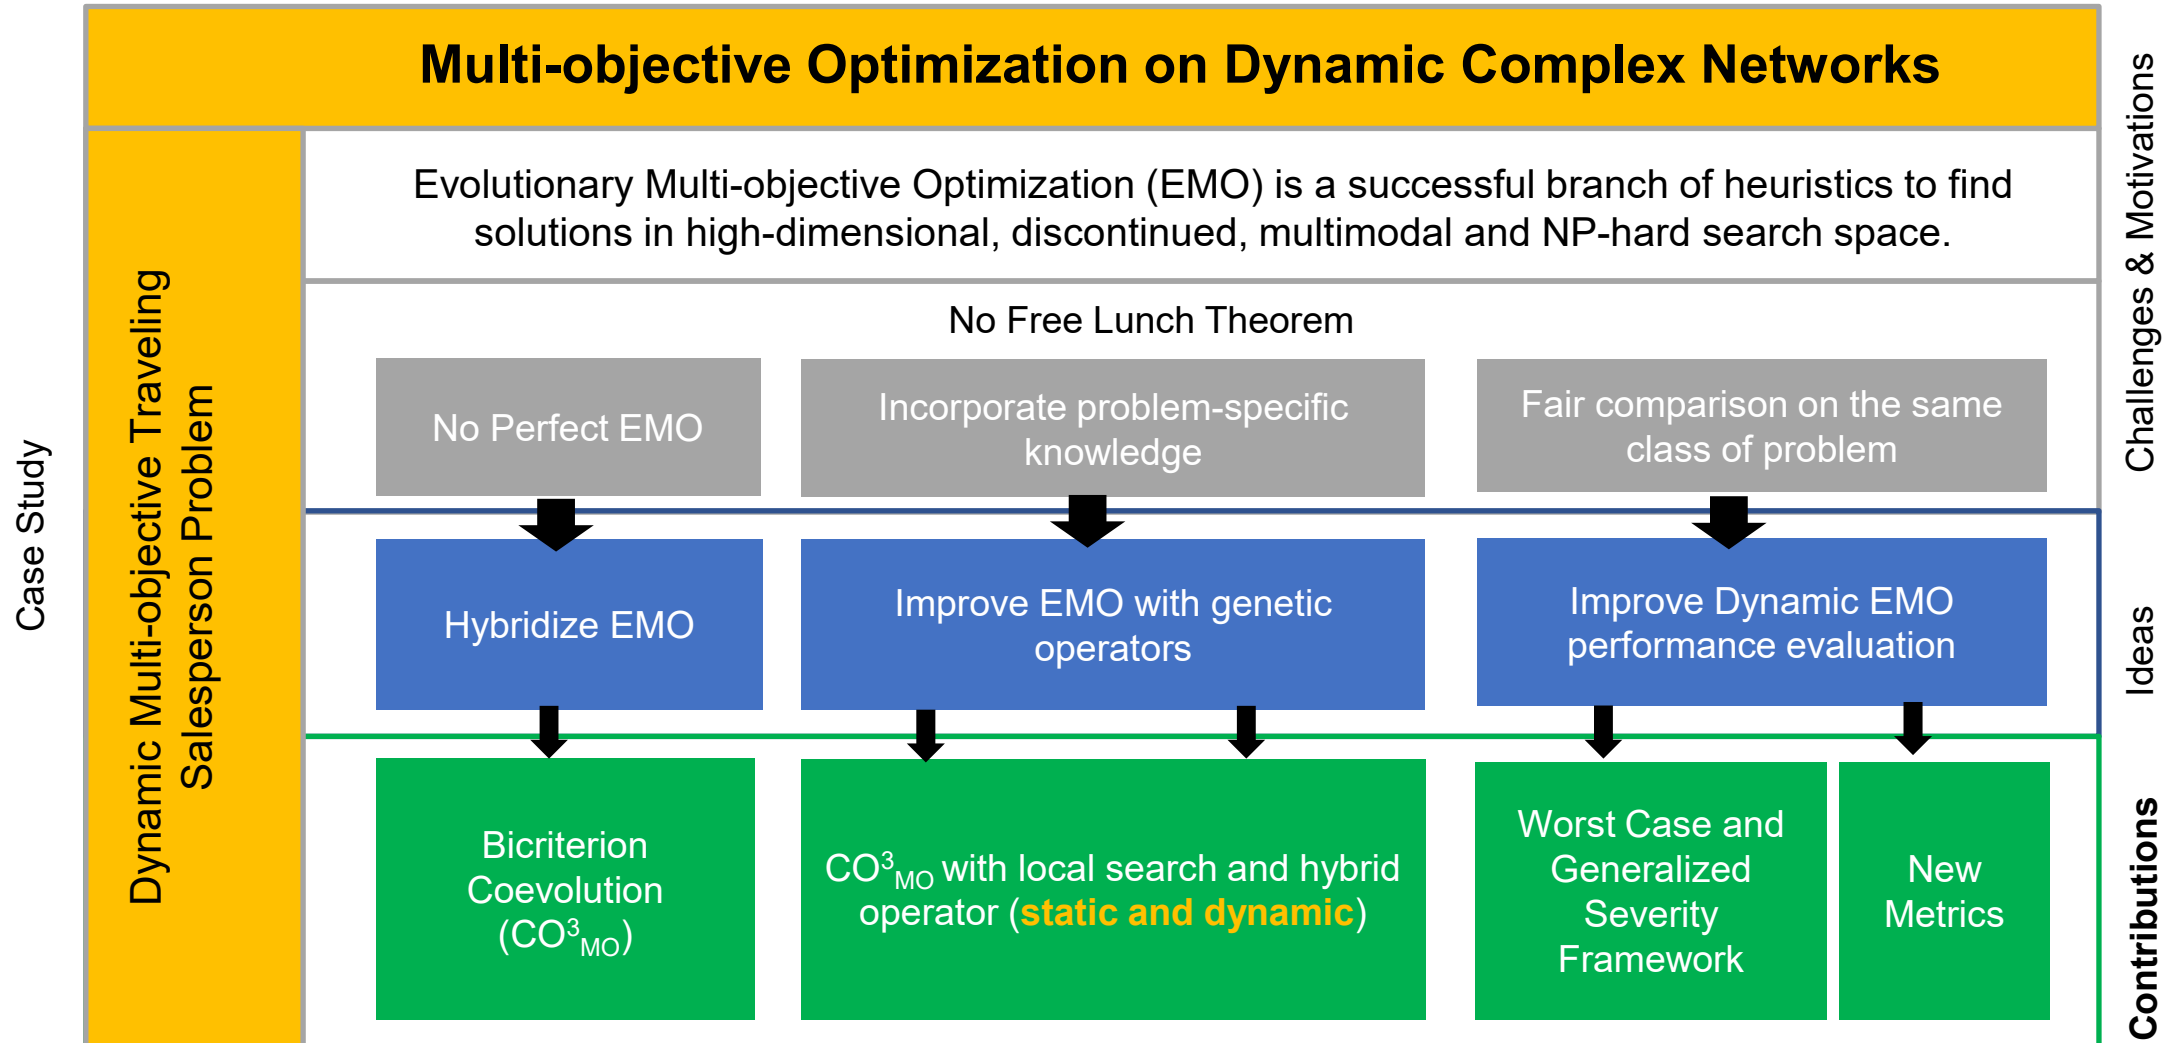 Multi-objective Optimization on Dynamic Complex Networks
Case Study
Dynamic Multi-objective Traveling
Salesperson Problem
Challenges & Motivations
Evolutionary Multi-objective Optimization (EMO) is a successful branch of heuristics to find
solutions in high-dimensional, discontinued, multimodal and NP-hard search space.
No Free Lunch Theorem
No Perfect EMO
Incorporate problem-specific
knowledge
Fair comparison on the same
class of problem
Ideas
Hybridize EMO
Improve EMO with genetic
operators
Improve Dynamic EMO
performance evaluation
Contributions
Bicriterion
Coevolution
(CO³MO)
CO³MO with local search and hybrid
operator (static and dynamic)
Worst Case and
Generalized
Severity
Framework
New
Metrics